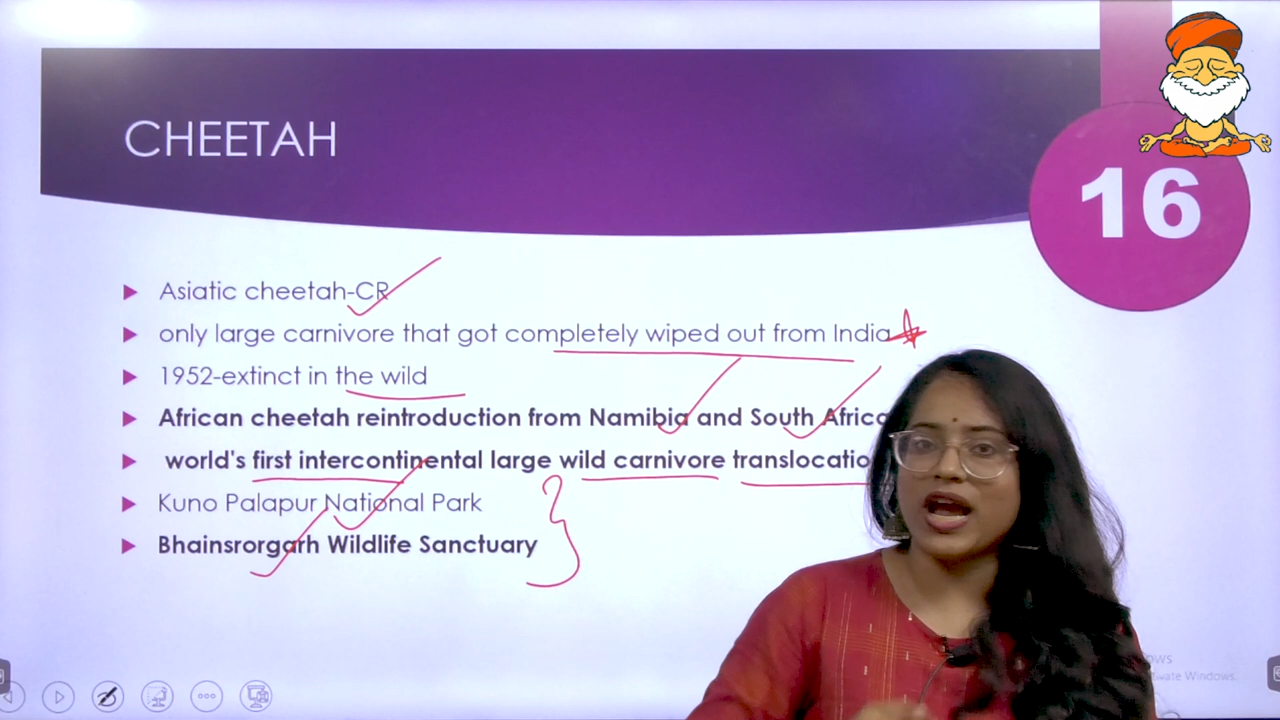 CHEETAH
16
Asiatic cheetah-CR
only large carnivore that got completely wiped out from India
1952-extinct in the wild
African cheetah reintroduction from Namibia and South Africa
world's first intercontinental large wild carnivore
Kuno Palapur National Park
Bhainsrorgarh Wildlife Sanctuary
Windows.